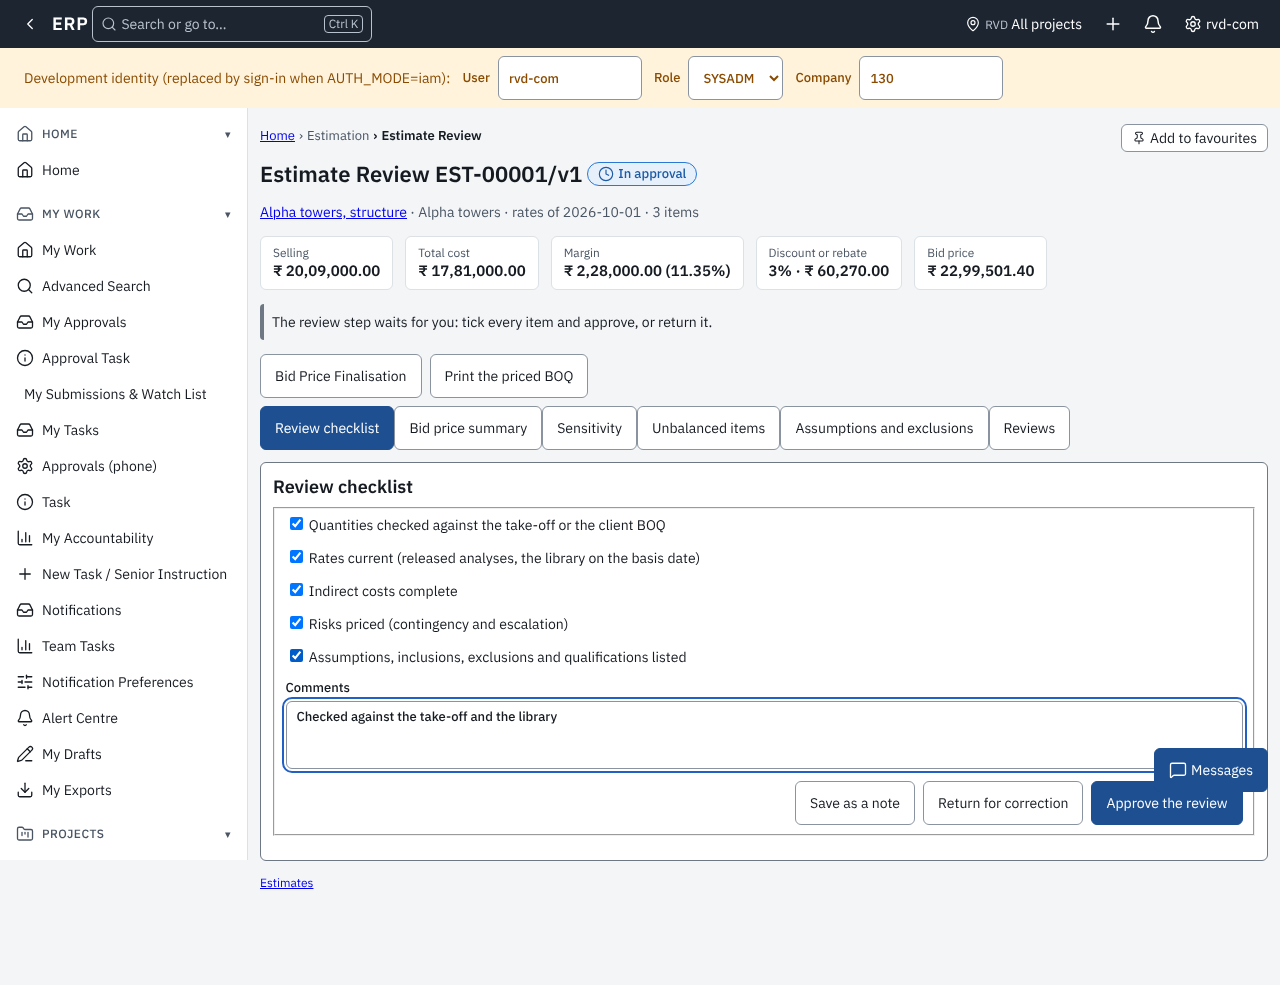 ERP Search or go to... Ctrl K RVD All projects rvd-com
Development identity (replaced by sign-in when AUTH_MODE=iam): User rvd-com Role SYSADM Company 130
HOME
Home
MY WORK
My Work
Advanced Search
My Approvals
Approval Task
My Submissions & Watch List
My Tasks
Approvals (phone)
Task
My Accountability
New Task / Senior Instruction
Notifications
Team Tasks
Notification Preferences
Alert Centre
My Drafts
My Exports
PROJECTS
Home › Estimation › Estimate Review
Add to favourites
Estimate Review EST-00001/v1 In approval
Alpha towers, structure · Alpha towers · rates of 2026-10-01 · 3 items
Selling
₹ 20,09,000.00
Total cost
₹ 17,81,000.00
Margin
₹ 2,28,000.00 (11.35%)
Discount or rebate
3% · ₹ 60,270.00
Bid price
₹ 22,99,501.40
The review step waits for you: tick every item and approve, or return it.
Bid Price Finalisation Print the priced BOQ
Review checklist Bid price summary Sensitivity Unbalanced items Assumptions and exclusions Reviews
Review checklist
Quantities checked against the take-off or the client BOQ
Rates current (released analyses, the library on the basis date)
Indirect costs complete
Risks priced (contingency and escalation)
Assumptions, inclusions, exclusions and qualifications listed
Comments
Checked against the take-off and the library
Messages
Save as a note Return for correction Approve the review
Estimates